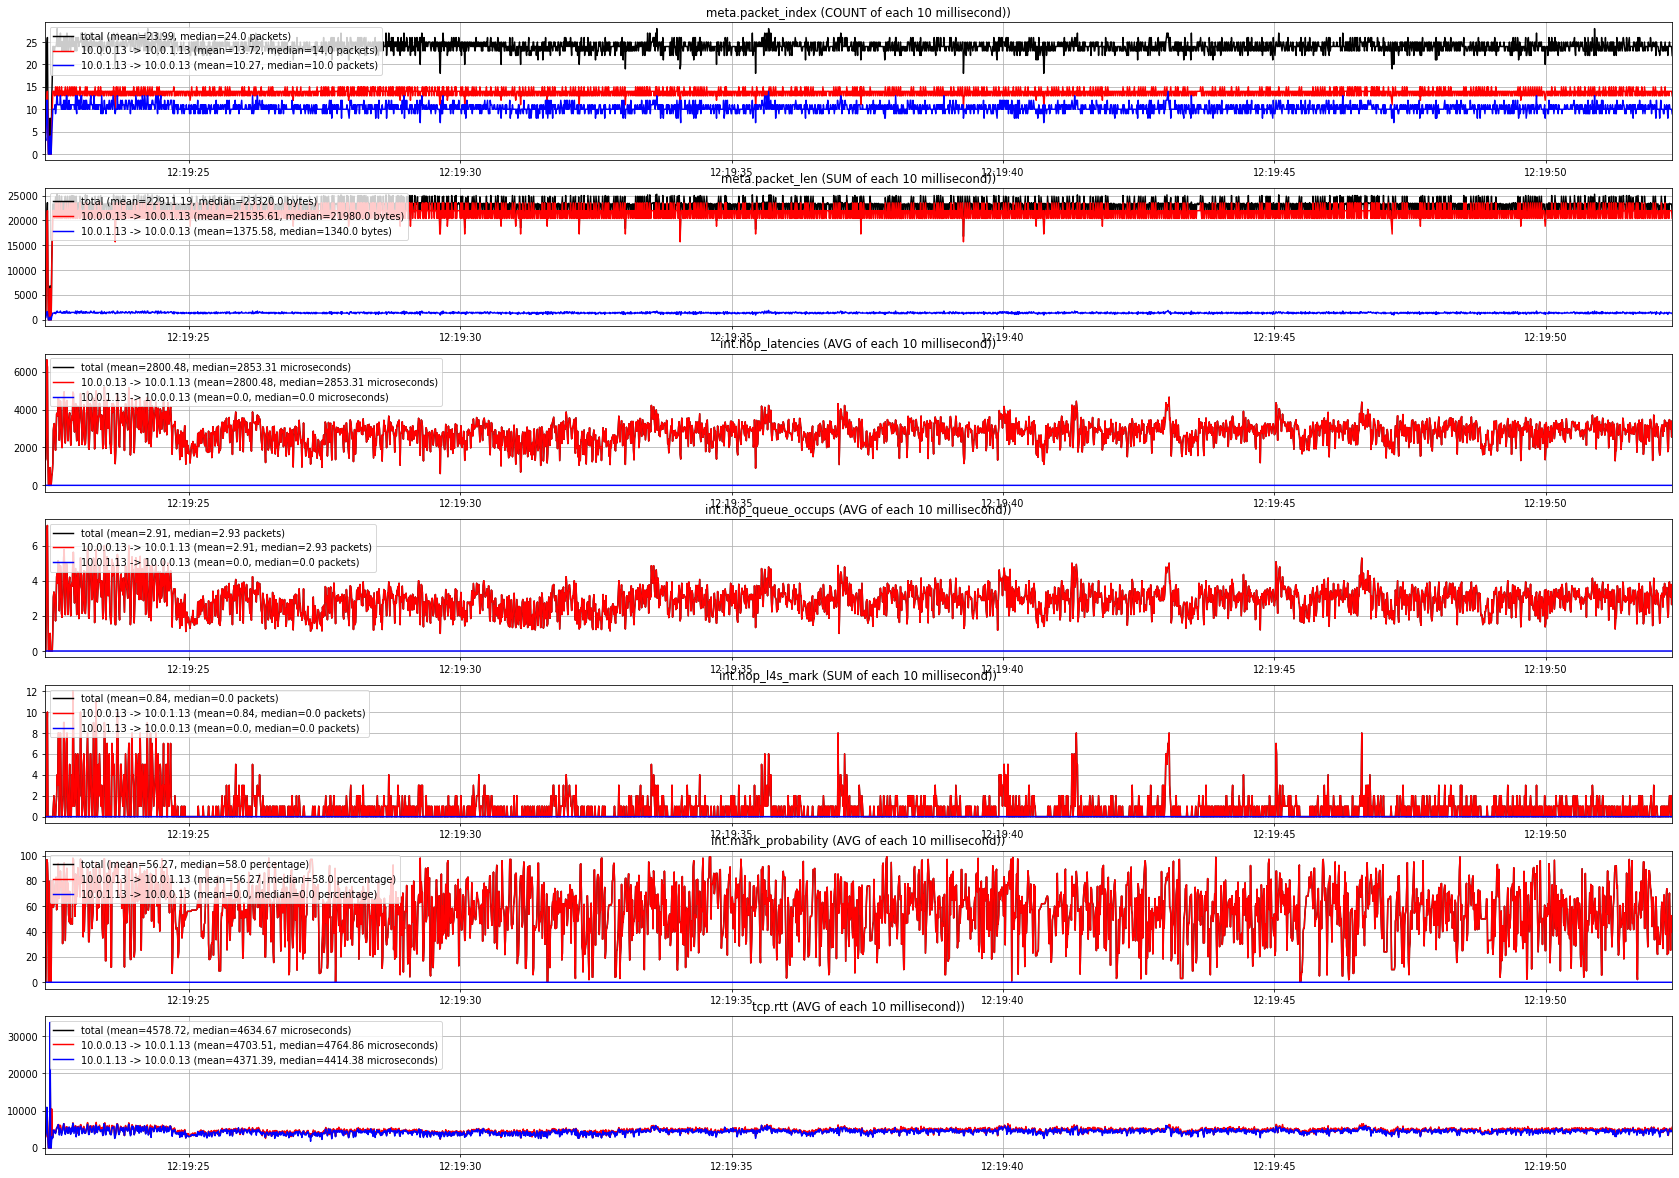 meta.packet_index (COUNT of each 10 millisecond))
total (mean=23.99, median=24.0 packets)
10.0.0.13 -> 10.0.1.13 (mean=13.72, median=14.0 packets)
10.0.1.13 -> 10.0.0.13 (mean=10.27, median=10.0 packets)
25
20
15
10
5
0
12:19:25 12:19:30 12:19:35 12:19:40 12:19:45 12:19:50
meta.packet_len (SUM of each 10 millisecond))
total (mean=22911.19, median=23320.0 bytes)
10.0.0.13 -> 10.0.1.13 (mean=21535.61, median=21980.0 bytes)
10.0.1.13 -> 10.0.0.13 (mean=1375.58, median=1340.0 bytes)
25000
20000
15000
10000
5000
0
12:19:25 12:19:30 12:19:35 12:19:40 12:19:45 12:19:50
int.hop_latencies (AVG of each 10 millisecond))
total (mean=2800.48, median=2853.31 microseconds)
10.0.0.13 -> 10.0.1.13 (mean=2800.48, median=2853.31 microseconds)
10.0.1.13 -> 10.0.0.13 (mean=0.0, median=0.0 microseconds)
6000
4000
2000
0
12:19:25 12:19:30 12:19:35 12:19:40 12:19:45 12:19:50
int.hop_queue_occups (AVG of each 10 millisecond))
total (mean=2.91, median=2.93 packets)
10.0.0.13 -> 10.0.1.13 (mean=2.91, median=2.93 packets)
10.0.1.13 -> 10.0.0.13 (mean=0.0, median=0.0 packets)
6
4
2
0
12:19:25 12:19:30 12:19:35 12:19:40 12:19:45 12:19:50
int.hop_l4s_mark (SUM of each 10 millisecond))
total (mean=0.84, median=0.0 packets)
10.0.0.13 -> 10.0.1.13 (mean=0.84, median=0.0 packets)
10.0.1.13 -> 10.0.0.13 (mean=0.0, median=0.0 packets)
12
10
8
6
4
2
0
12:19:25 12:19:30 12:19:35 12:19:40 12:19:45 12:19:50
int.mark_probability (AVG of each 10 millisecond))
total (mean=56.27, median=58.0 percentage)
10.0.0.13 -> 10.0.1.13 (mean=56.27, median=58.0 percentage)
10.0.1.13 -> 10.0.0.13 (mean=0.0, median=0.0 percentage)
100
80
60
40
20
0
12:19:25 12:19:30 12:19:35 12:19:40 12:19:45 12:19:50
tcp.rtt (AVG of each 10 millisecond))
total (mean=4578.72, median=4634.67 microseconds)
10.0.0.13 -> 10.0.1.13 (mean=4703.51, median=4764.86 microseconds)
10.0.1.13 -> 10.0.0.13 (mean=4371.39, median=4414.38 microseconds)
30000
20000
10000
0
12:19:25 12:19:30 12:19:35 12:19:40 12:19:45 12:19:50